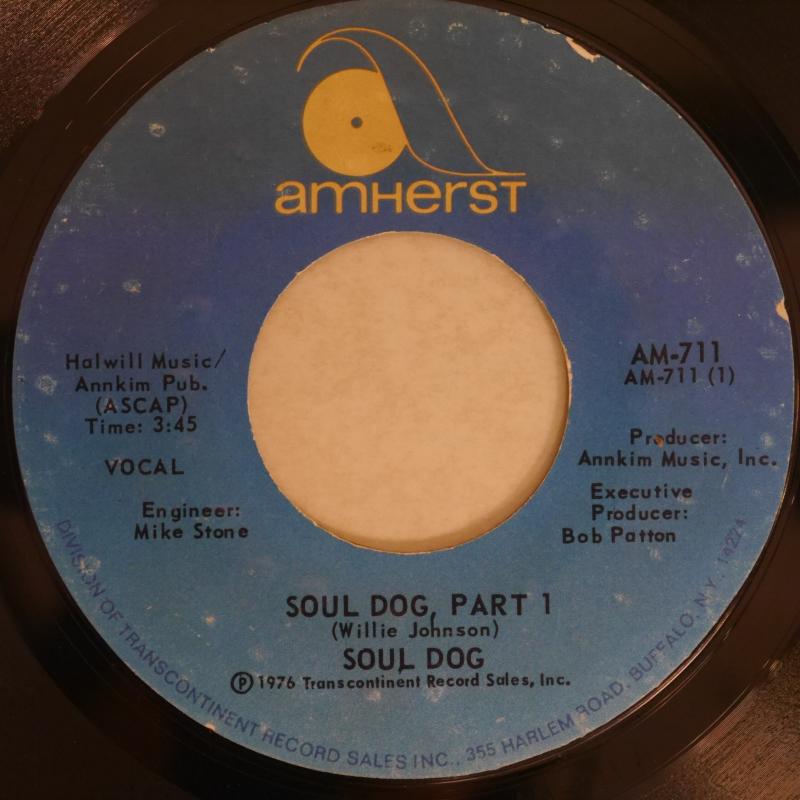 amHerst
Halwill Music/
Annkim Pub.
(ASCAP)
Time: 3:45
VOCAL
Engineer:
Mike Stone
AM-711
AM-711 (1)
Producer:
Annkim Music, Inc.
Executive
Producer:
Bob Patton
SOUL DOG, PART 1
(Willie Johnson)
SOUL DOG
Ⓟ 1976 Transcontinent Record Sales, Inc.
DIVISION OF TRANSCONTINENT RECORD SALES INC., 355 HARLEM ROAD, BUFFALO, N.Y. 14224